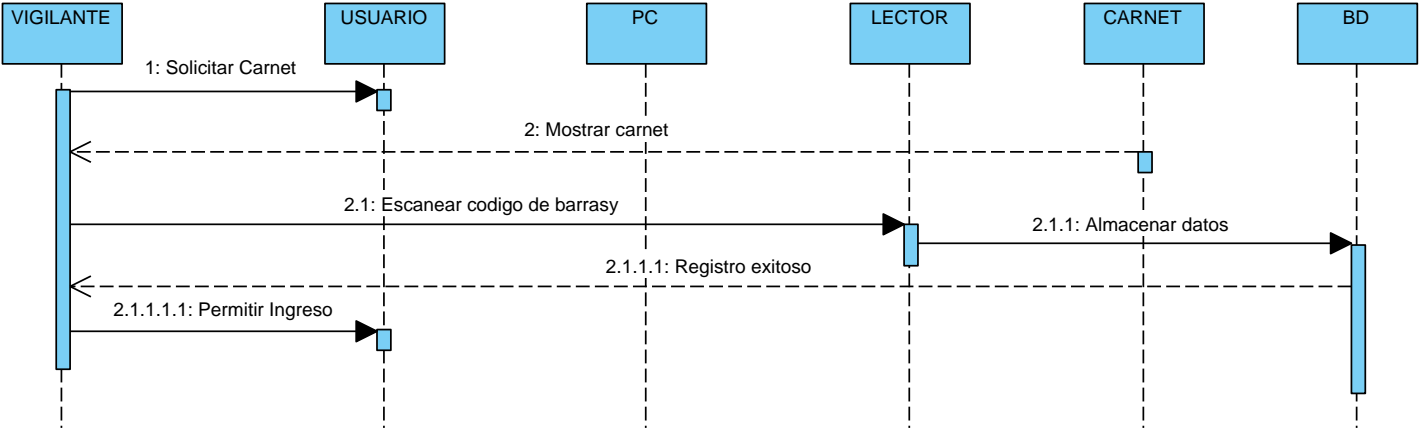 VIGILANTE
USUARIO
PC
LECTOR
CARNET
BD
1: Solicitar Carnet
2: Mostrar carnet
2.1: Escanear codigo de barrasy
2.1.1: Almacenar datos
2.1.1.1: Registro exitoso
2.1.1.1.1: Permitir Ingreso